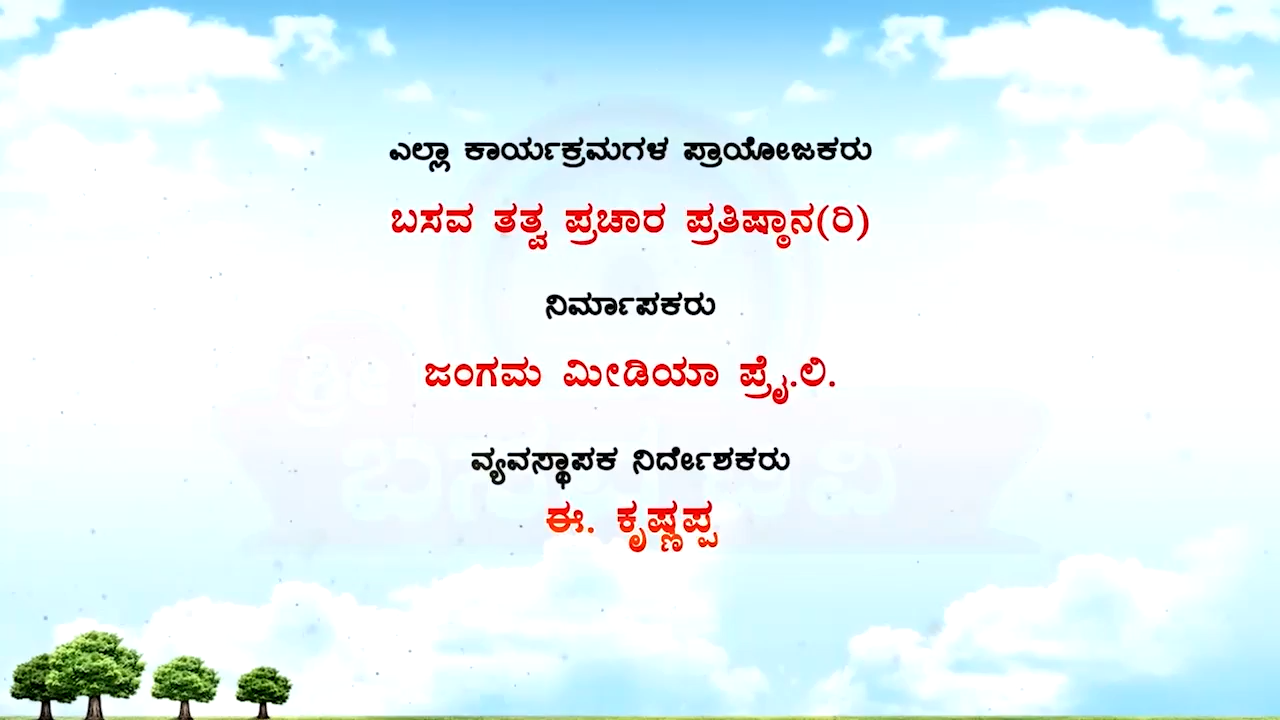 ಎಲ್ಲಾ ಕಾರ್ಯಕ್ರಮಗಳ ಪ್ರಾಯೋಜಕರು
ಬಸವ ತತ್ವ ಪ್ರಚಾರ ಪ್ರತಿಷ್ಠಾನ(ರಿ)
ನಿರ್ಮಾಪಕರು
ಜಂಗಮ ಮೀಡಿಯಾ ಪ್ರೈ.ಲಿ.
ವ್ಯವಸ್ಥಾಪಕ ನಿರ್ದೇಶಕರು
ಈ. ಕೃಷ್ಣಪ್ಪ